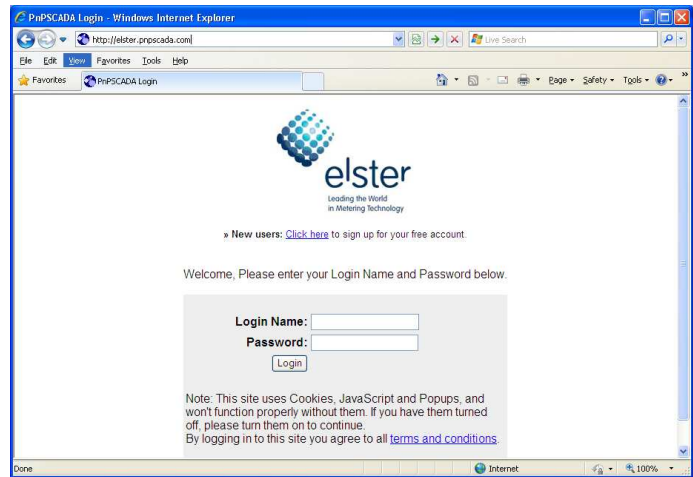 PnPSCADA Login - Windows Internet Explorer
http://elster.pnpscada.com
Live Search
File Edit View Favorites Tools Help
Favorites PnPSCADA Login Page Safety Tools
elster
Leading the World
in Metering Technology
» New users: Click here to sign up for your free account.
Welcome, Please enter your Login Name and Password below.
Login Name:
Password:
Login
Note: This site uses Cookies, JavaScript and Popups, and
won't function properly without them. If you have them turned
off, please turn them on to continue.
By logging in to this site you agree to all terms and conditions.
Done Internet 100%